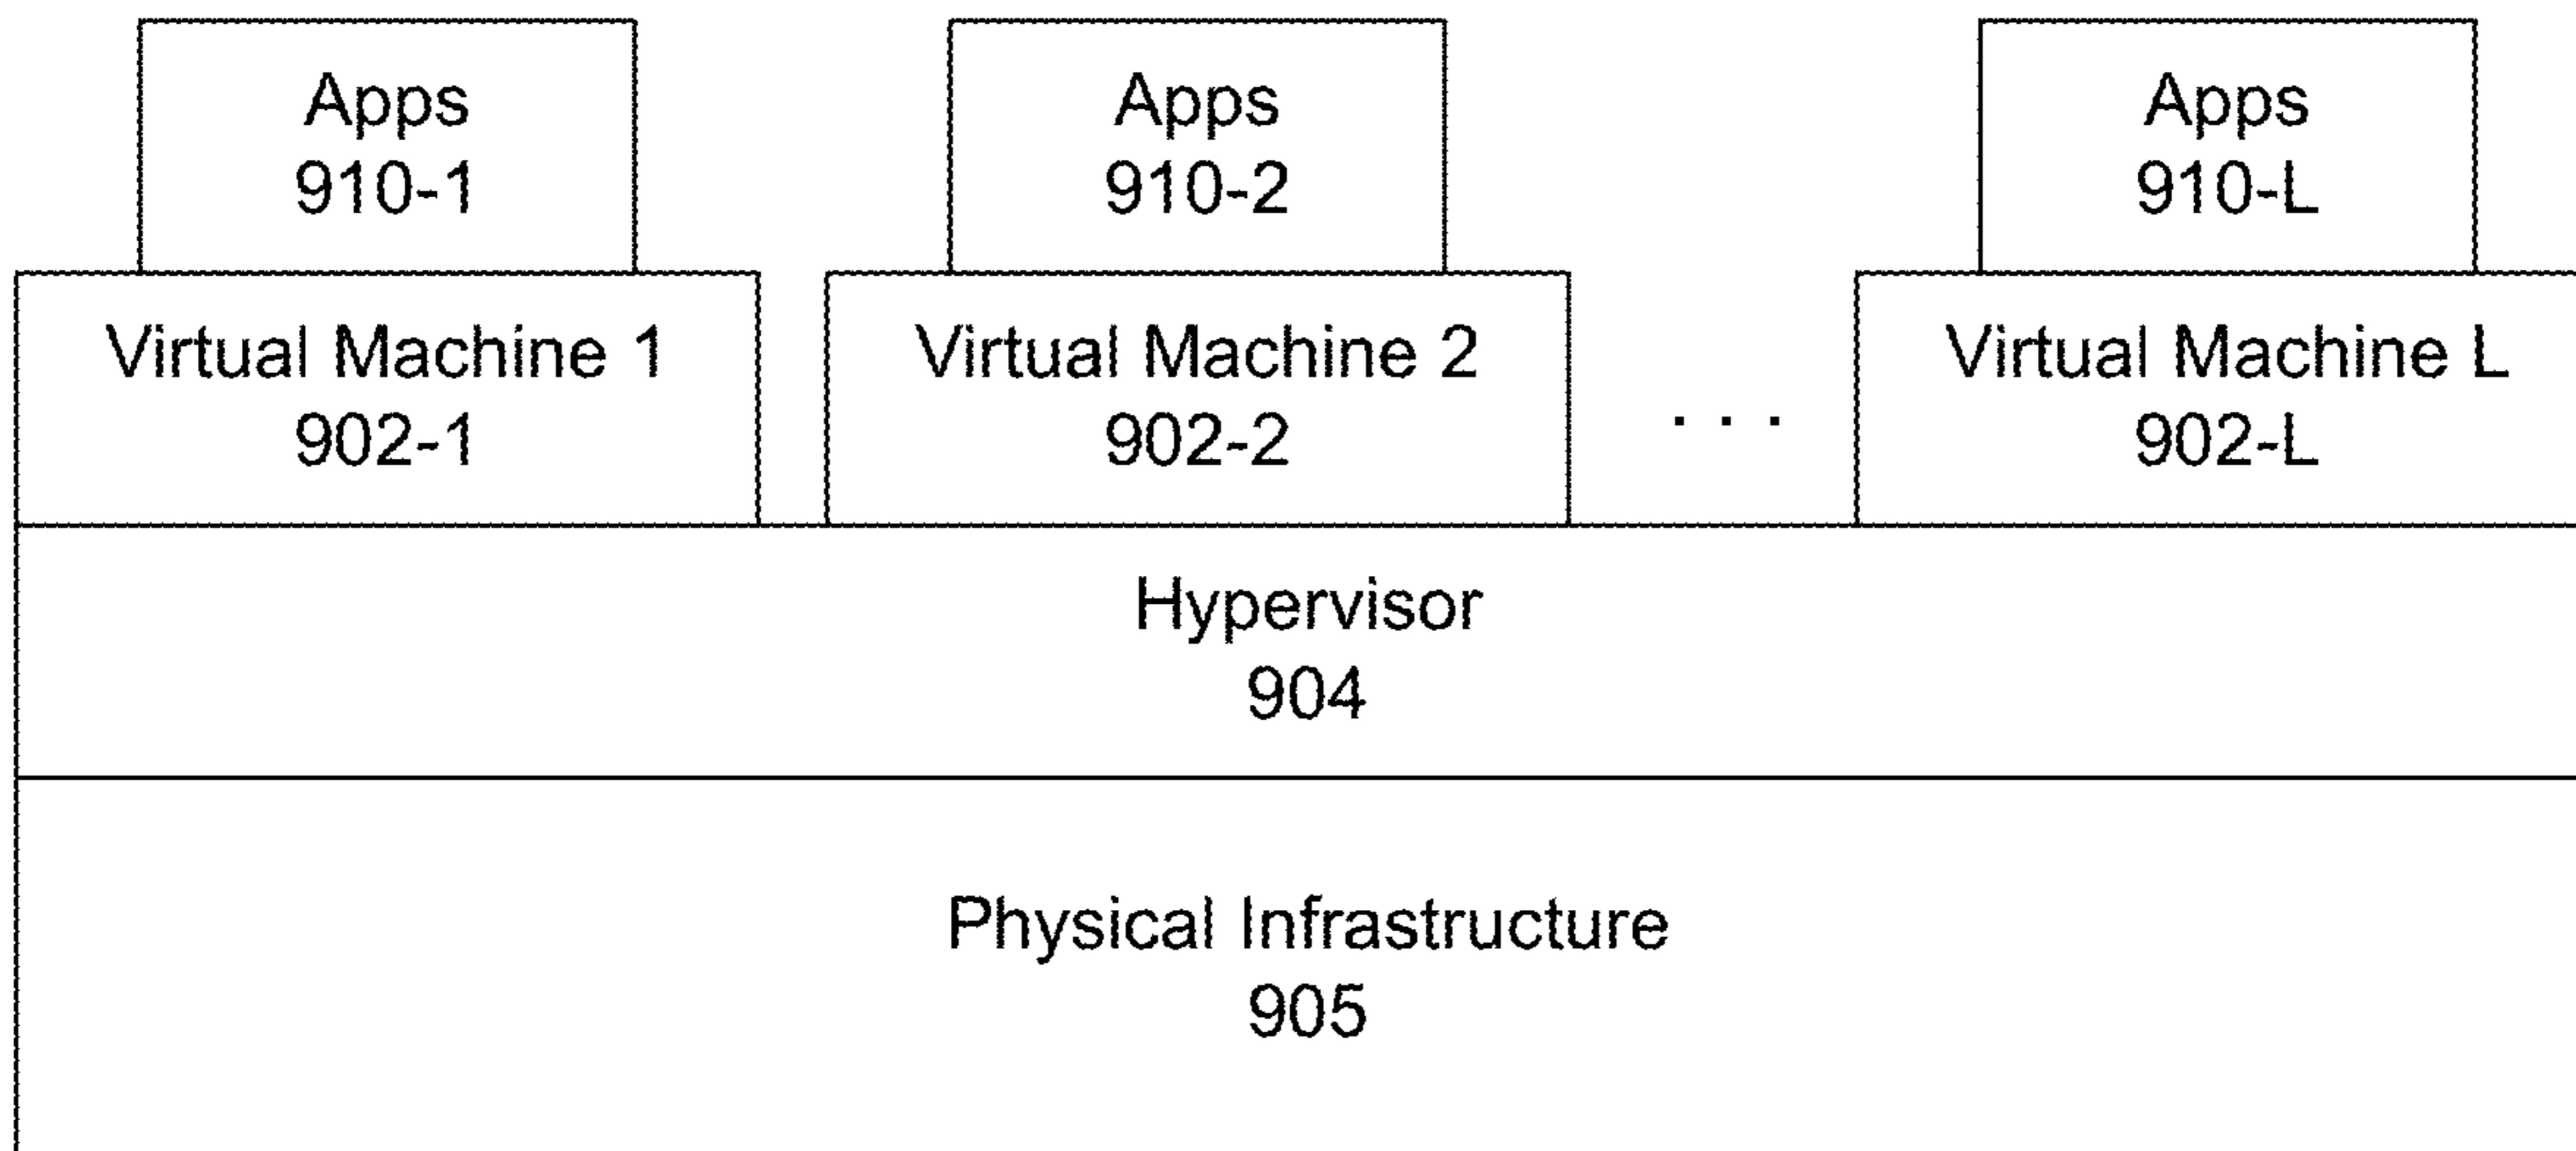 Apps
910-1
Apps
910-2
Apps
910-L
Virtual Machine 1
902-1
Virtual Machine 2
902-2
. . .
Virtual Machine L
902-L
Hypervisor
904
Physical Infrastructure
905